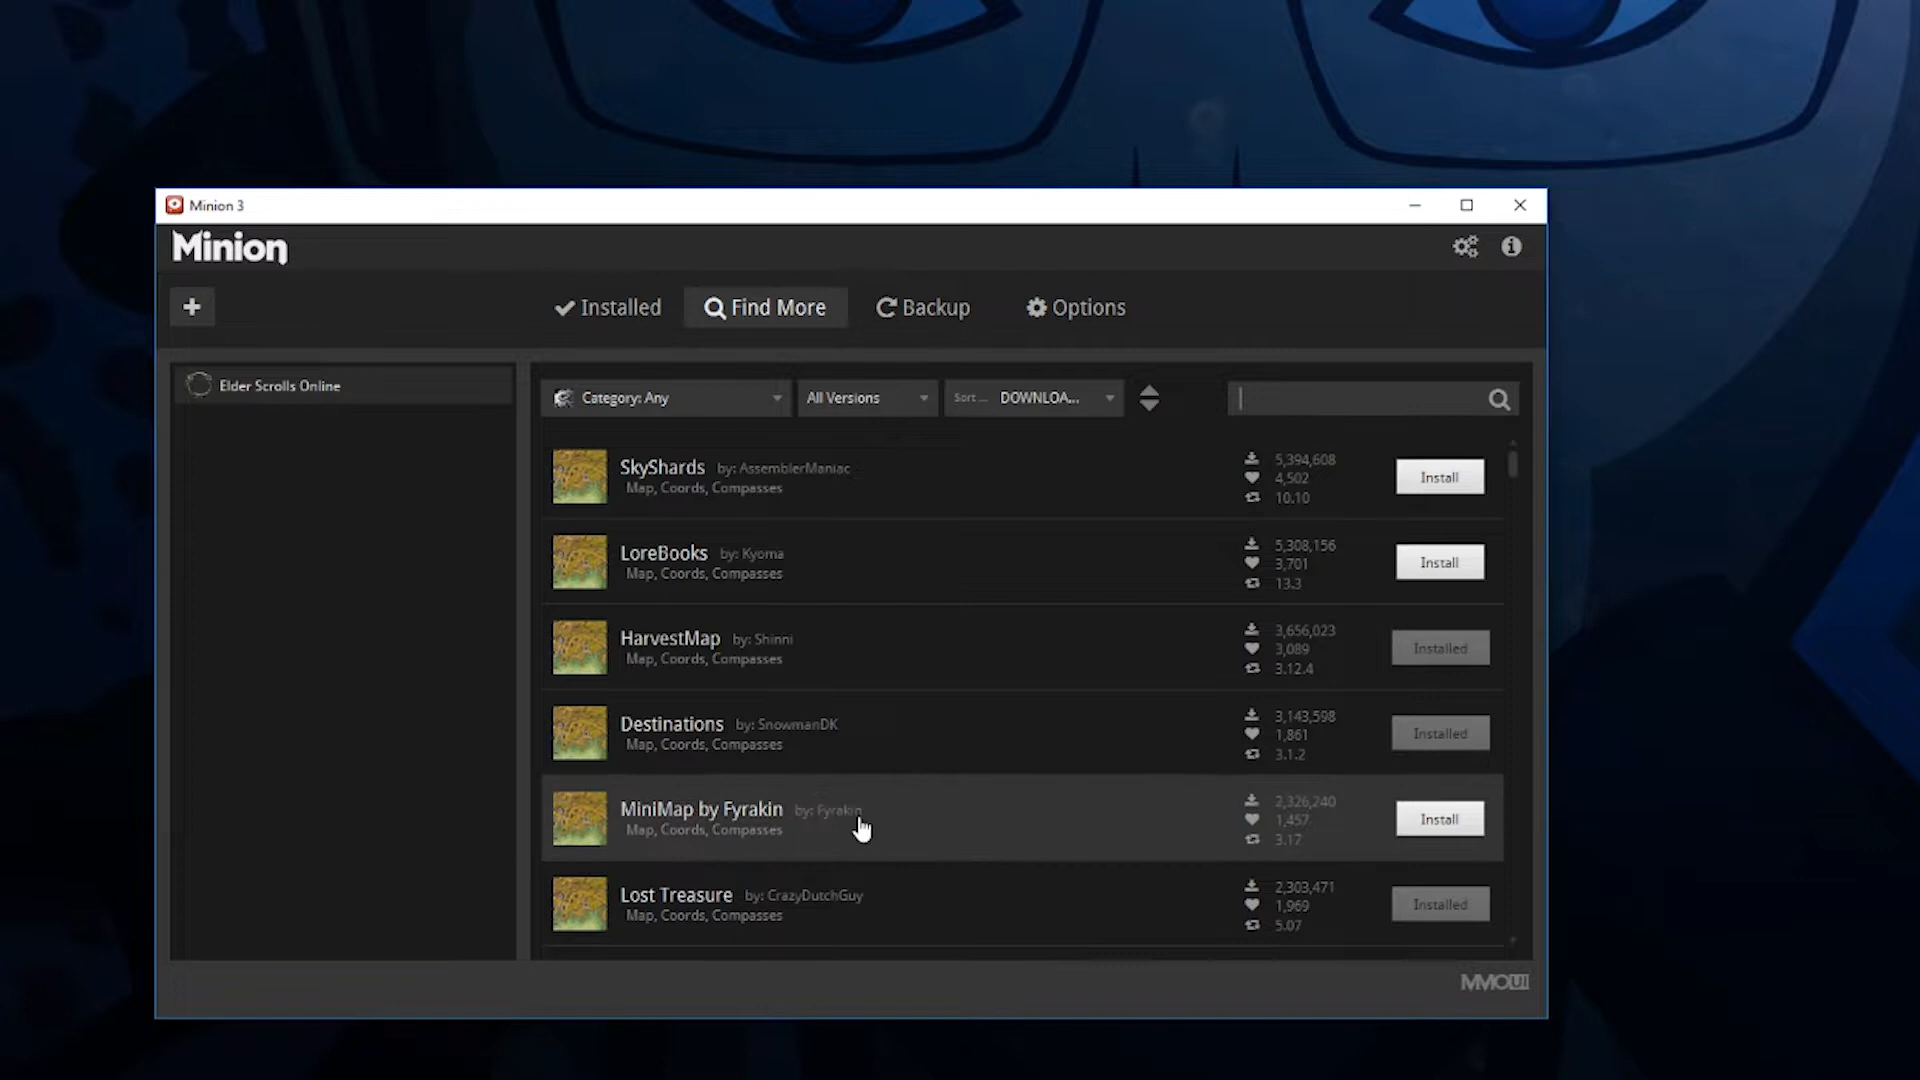 Minion 3
Minion
+
Installed
Find More
Backup
Options
Elder Scrolls Online
Category: Any
All Versions
Sort ... DOWNLOA...
SkyShards by: AssemblerManiac
Map, Coords, Compasses
5,394,608
4,502
10.10
Install
LoreBooks by: Kyoma
Map, Coords, Compasses
5,308,156
3,701
13.3
Install
HarvestMap by: Shinni
Map, Coords, Compasses
3,656,023
3,089
3.12.4
Installed
Destinations by: SnowmanDK
Map, Coords, Compasses
3,143,598
1,861
3.1.2
Installed
MiniMap by Fyrakin by: Fyrakin
Map, Coords, Compasses
2,326,240
1,457
3.17
Install
Lost Treasure by: CrazyDutchGuy
Map, Coords, Compasses
2,303,471
1,969
5.07
Installed
MMOUI